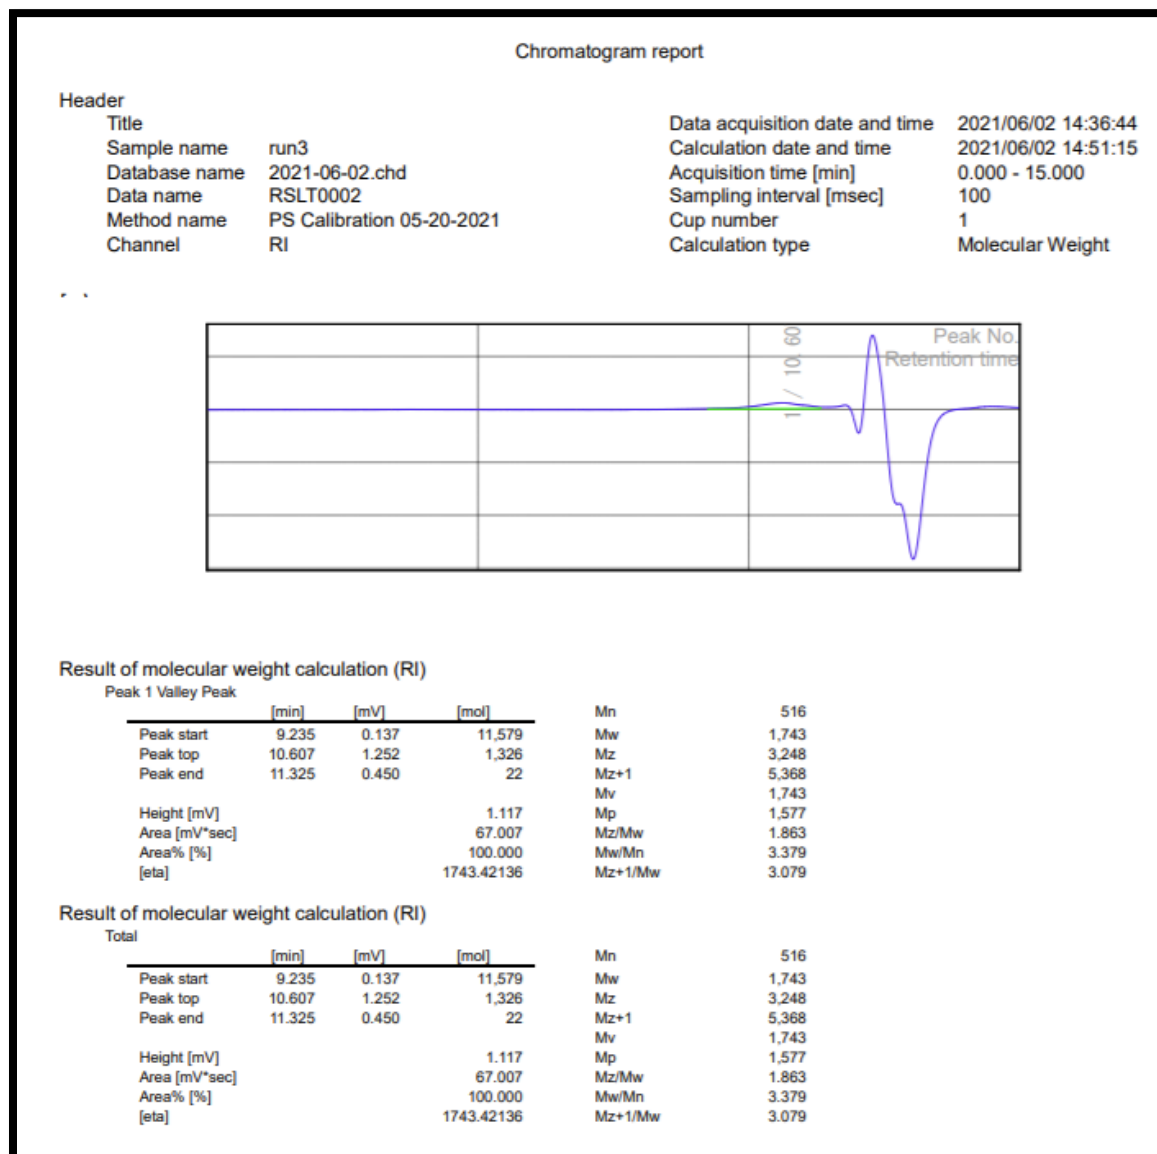 Chromatogram report
Header
Title
Data acquisition date and time 2021/06/02 14:36:44
Sample name run3
Calculation date and time 2021/06/02 14:51:15
Database name 2021-06-02.chd
Acquisition time [min] 0.000 - 15.000
Data name RSLT0002
Sampling interval [msec] 100
Method name PS Calibration 05-20-2021
Cup number 1
Channel RI
Calculation type Molecular Weight
1 / 10.60
Peak No.
Retention time
Result of molecular weight calculation (RI)
Peak 1 Valley Peak
[min] [mV] [mol] Mn 516
Peak start 9.235 0.137 11,579 Mw 1,743
Peak top 10.607 1.252 1,326 Mz 3,248
Peak end 11.325 0.450 22 Mz+1 5,368
Mv 1,743
Height [mV] 1.117 Mp 1,577
Area [mV*sec] 67.007 Mz/Mw 1.863
Area% [%] 100.000 Mw/Mn 3.379
[eta] 1743.42136 Mz+1/Mw 3.079
Result of molecular weight calculation (RI)
Total
[min] [mV] [mol] Mn 516
Peak start 9.235 0.137 11,579 Mw 1,743
Peak top 10.607 1.252 1,326 Mz 3,248
Peak end 11.325 0.450 22 Mz+1 5,368
Mv 1,743
Height [mV] 1.117 Mp 1,577
Area [mV*sec] 67.007 Mz/Mw 1.863
Area% [%] 100.000 Mw/Mn 3.379
[eta] 1743.42136 Mz+1/Mw 3.079